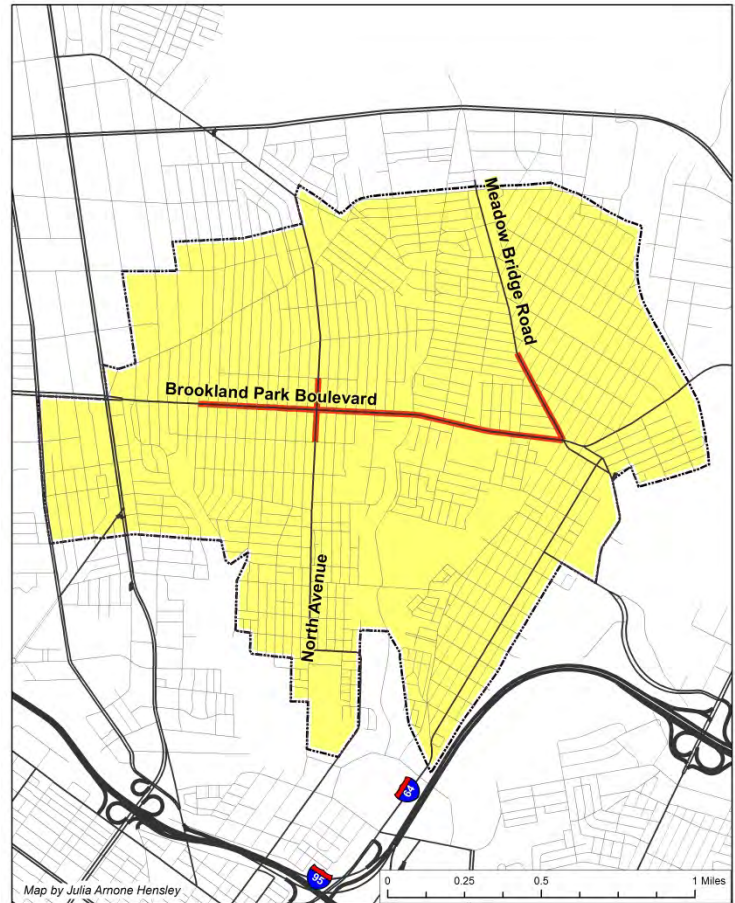 Meadow Bridge Road
Brookland Park Boulevard
North Avenue
64
95
Map by Julia Arnone Hensley
0 0.25 0.5 1 Miles